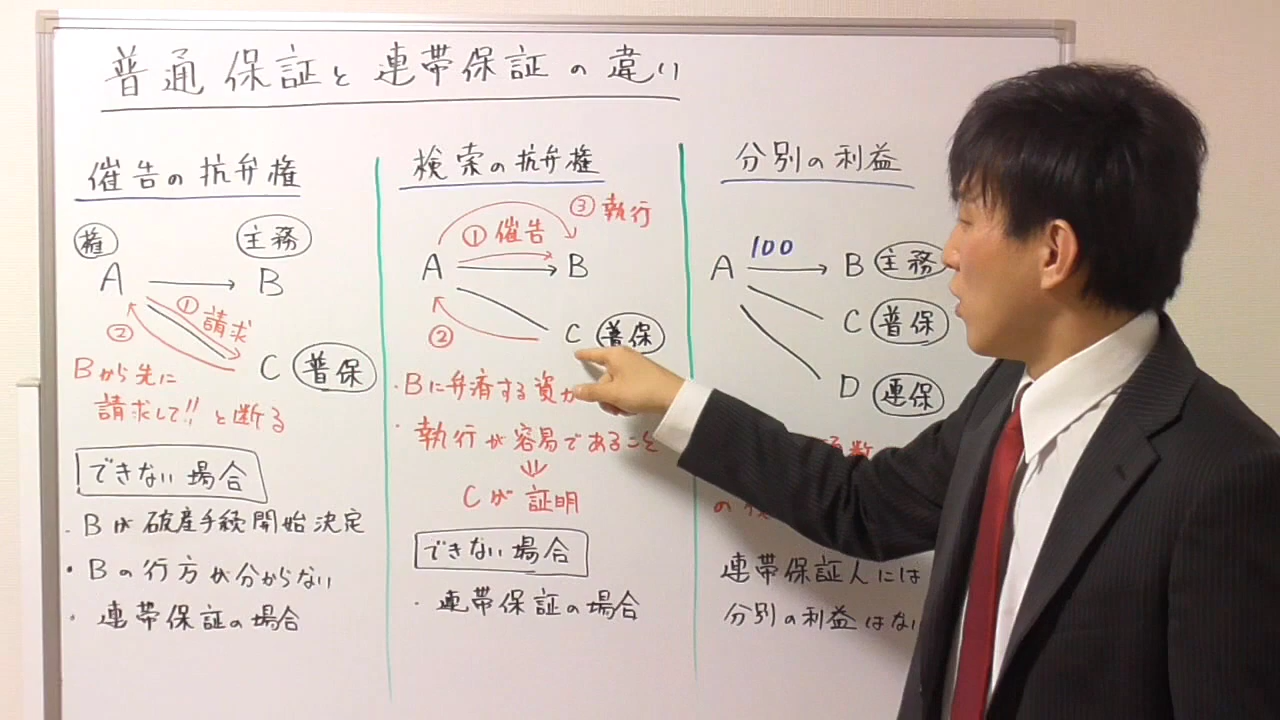 普通保証と連帯保証の違い
催告の抗弁権
権 主務
A B
①請求
②
C 普保
Bから先に
請求して!!と断る
できない場合
・Bが破産手続開始決定
・Bの行方が分からない
・連帯保証の場合
検索の抗弁権
③執行
①催告
A B
②
C 普保
・Bに弁済する資力
・執行が容易であること
⇓
Cが証明
できない場合
・連帯保証の場合
分別の利益
100
A B 主務
C 普保
D 連保
頭数
の
連帯保証人には
分別の利益はない